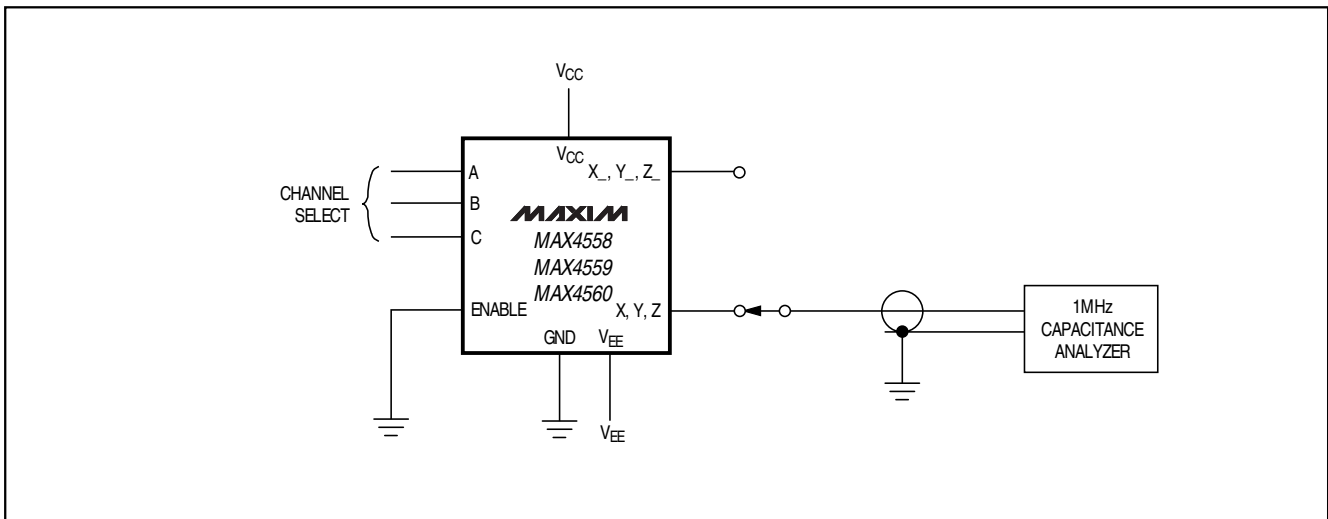 VCC
VCC
X_, Y_, Z_
A
CHANNEL
SELECT
B
C
MAXIM
MAX4558
MAX4559
MAX4560
ENABLE
X, Y, Z
GND
VEE
VEE
1MHz
CAPACITANCE
ANALYZER